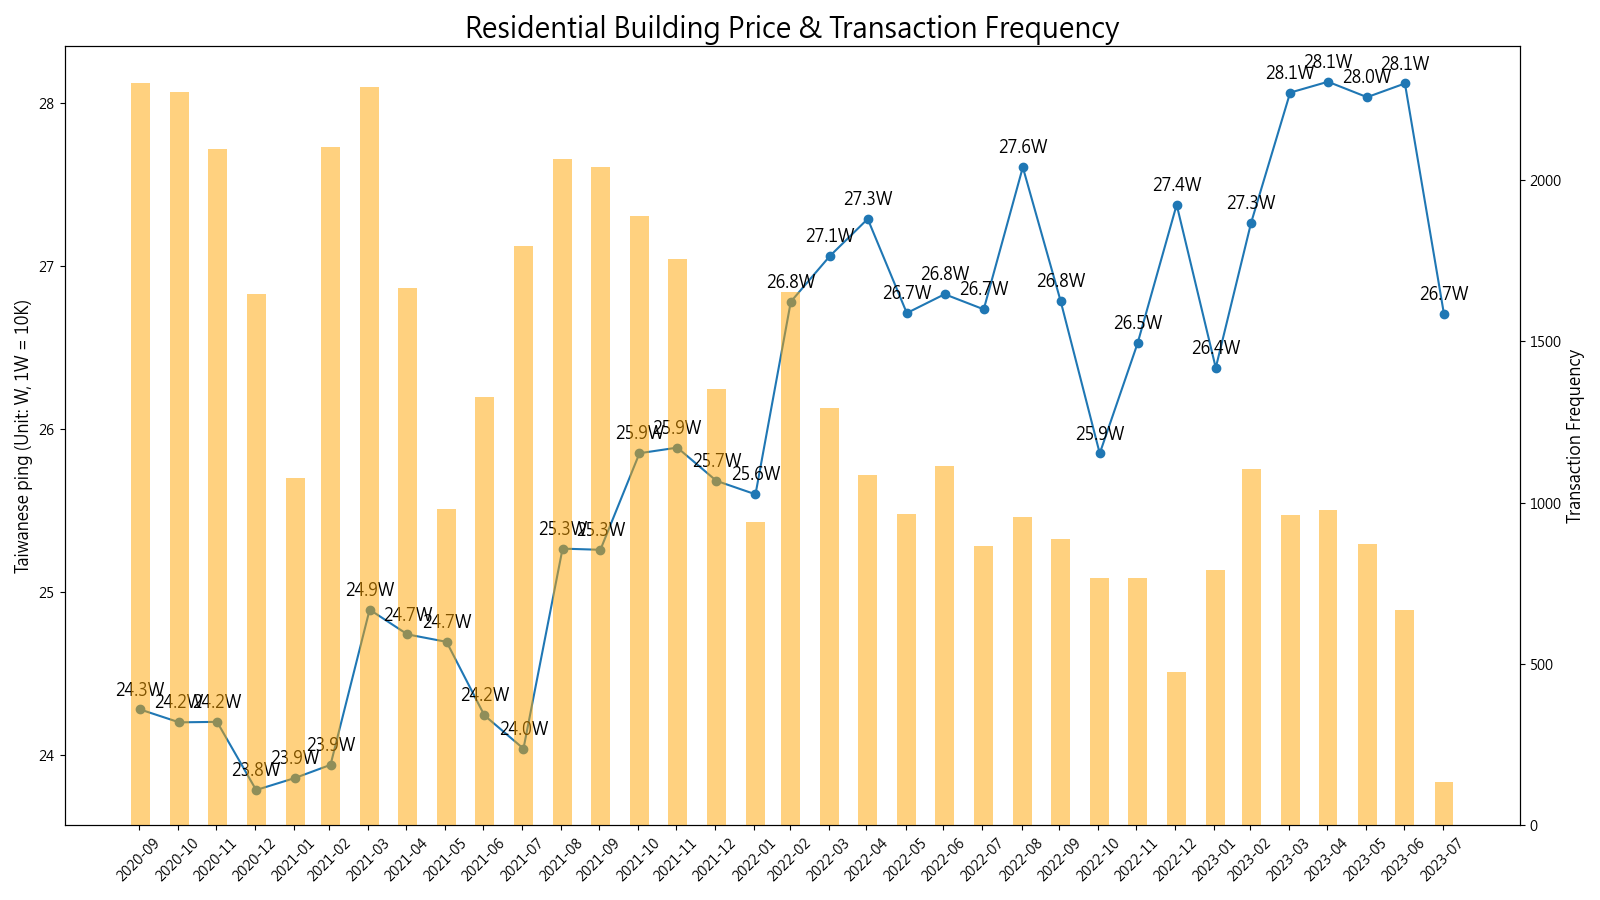 Residential Building Price & Transaction Frequency
Taiwanese ping (Unit: W, 1W = 10K)
28
27
26
25
24
24.3W
24.2W
24.2W
23.8W
23.9W
23.9W
24.9W
24.7W
24.7W
24.2W
24.0W
25.3W
25.3W
25.9W
25.9W
25.7W
25.6W
26.8W
27.1W
27.3W
26.7W
26.8W
26.7W
27.6W
26.8W
25.9W
26.5W
27.4W
26.4W
27.3W
28.1W
28.1W
28.0W
28.1W
26.7W
2000
1500
1000
500
0
Transaction Frequency
2020-09
2020-10
2020-11
2020-12
2021-01
2021-02
2021-03
2021-04
2021-05
2021-06
2021-07
2021-08
2021-09
2021-10
2021-11
2021-12
2022-01
2022-02
2022-03
2022-04
2022-05
2022-06
2022-07
2022-08
2022-09
2022-10
2022-11
2022-12
2023-01
2023-02
2023-03
2023-04
2023-05
2023-06
2023-07